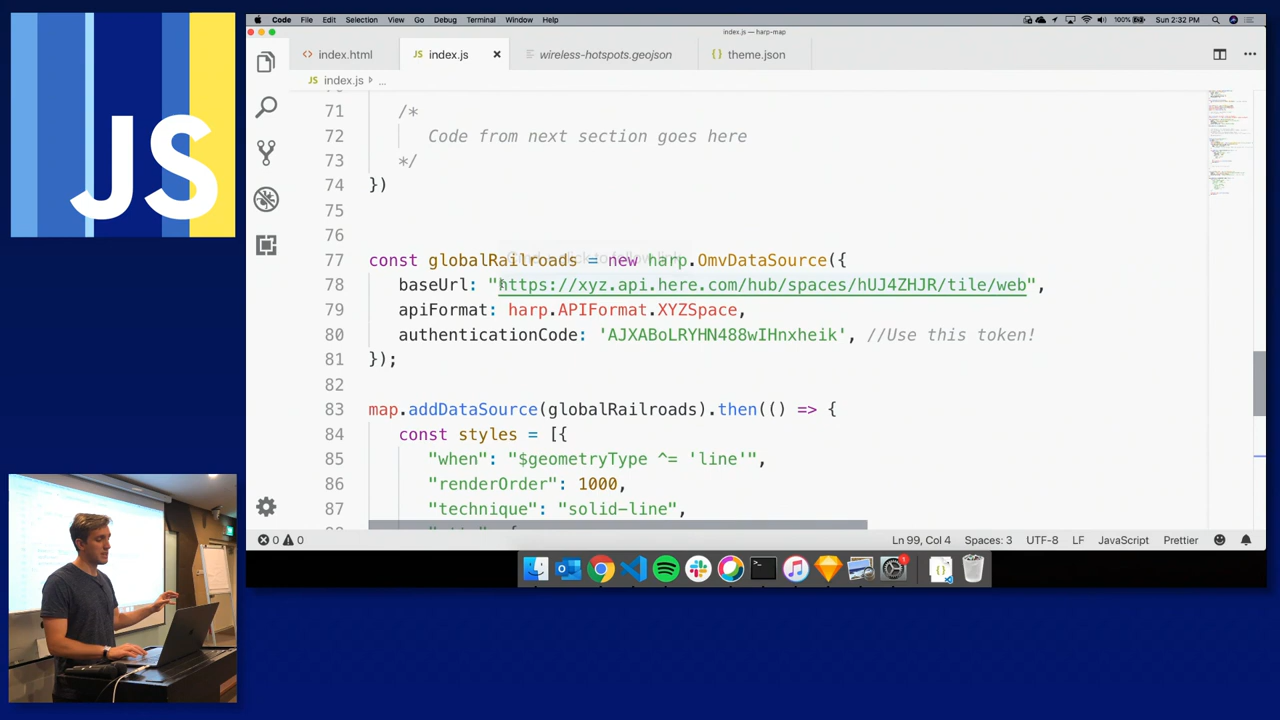 JS
Code File Edit Selection View Go Debug Terminal Window Help 100% Sun 2:32 PM
index.js — harp-map
index.html
JS index.js
wireless-hotspots.geojson
{ } theme.json
JS index.js ...
71 /*
72 Code from next section goes here
73 */
74 })
75
76
77 const globalRailroads = new harp.OmvDataSource({
78 baseUrl: "https://xyz.api.here.com/hub/spaces/hUJ4ZHJR/tile/web",
79 apiFormat: harp.APIFormat.XYZSpace,
80 authenticationCode: 'AJXABoLRYHN488wIHnxheik', //Use this token!
81 });
82
83 map.addDataSource(globalRailroads).then(() => {
84 const styles = [{
85 "when": "$geometryType ^= 'line'",
86 "renderOrder": 1000,
87 "technique": "solid-line",
0 0 Ln 99, Col 4 Spaces: 3 UTF-8 LF JavaScript Prettier